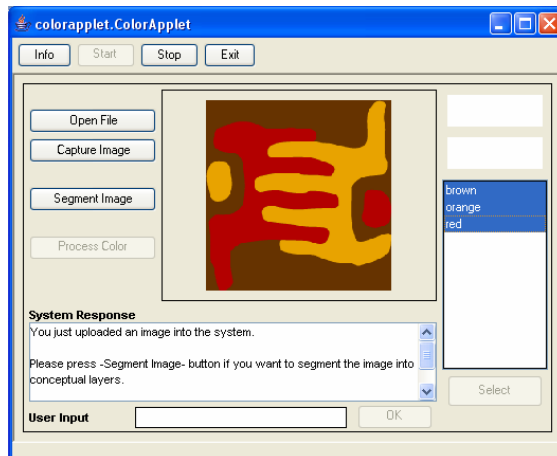 colorapplet.ColorApplet
Info Start Stop Exit
Open File
Capture Image
Segment Image
Process Color
brown
orange
red
System Response
You just uploaded an image into the system.
Please press -Segment Image- button if you want to segment the image into
conceptual layers.
Select
User Input OK